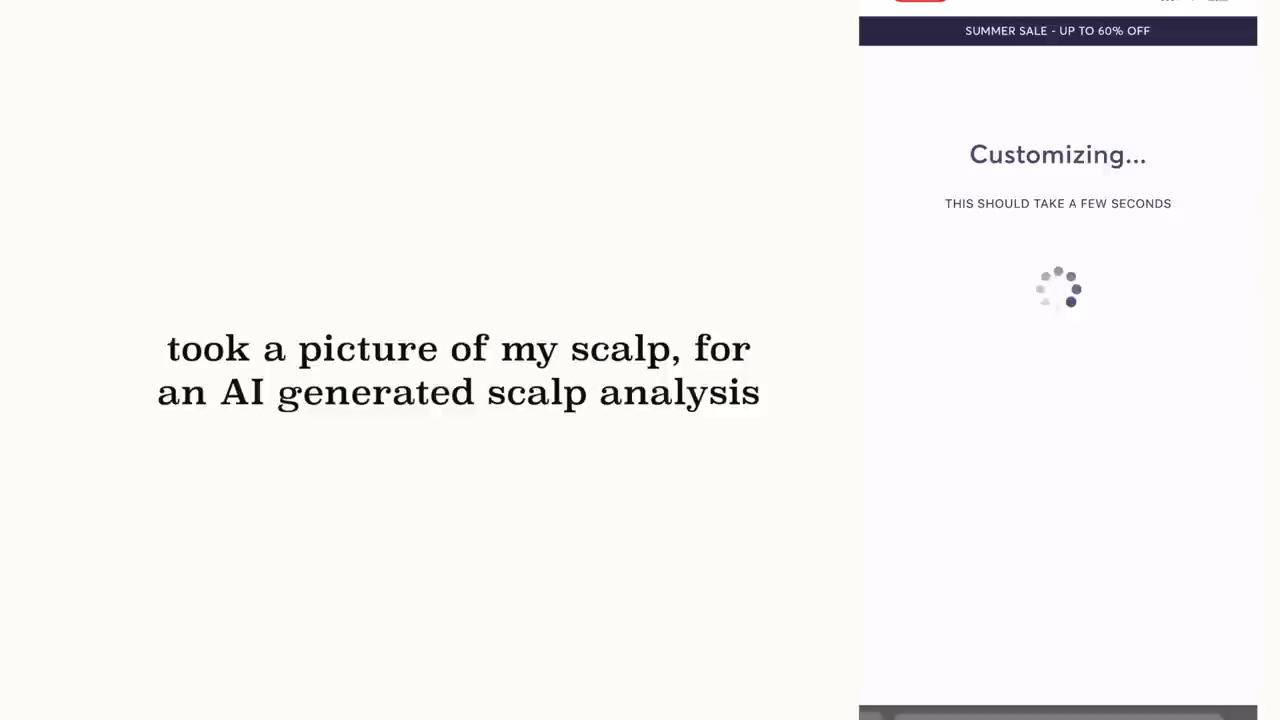 took a picture of my scalp, for
an AI generated scalp analysis
SUMMER SALE - UP TO 60% OFF
Customizing...
THIS SHOULD TAKE A FEW SECONDS